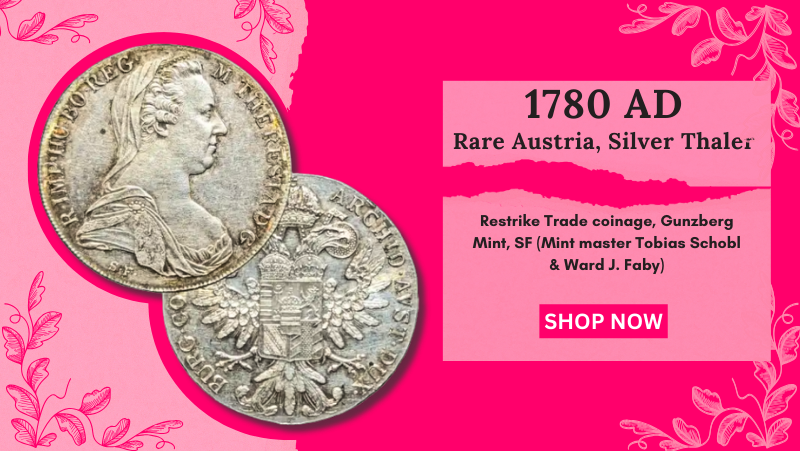 1780 AD
Rare Austria, Silver Thaler
Restrike Trade coinage, Gunzberg
Mint, SF (Mint master Tobias Schobl
& Ward J. Faby)
SHOP NOW
R·IMP·HU·BO·REG·
M·THERESIA·D·G·
S·F·
ARCHID·AVST·DUX·
BURG·CO